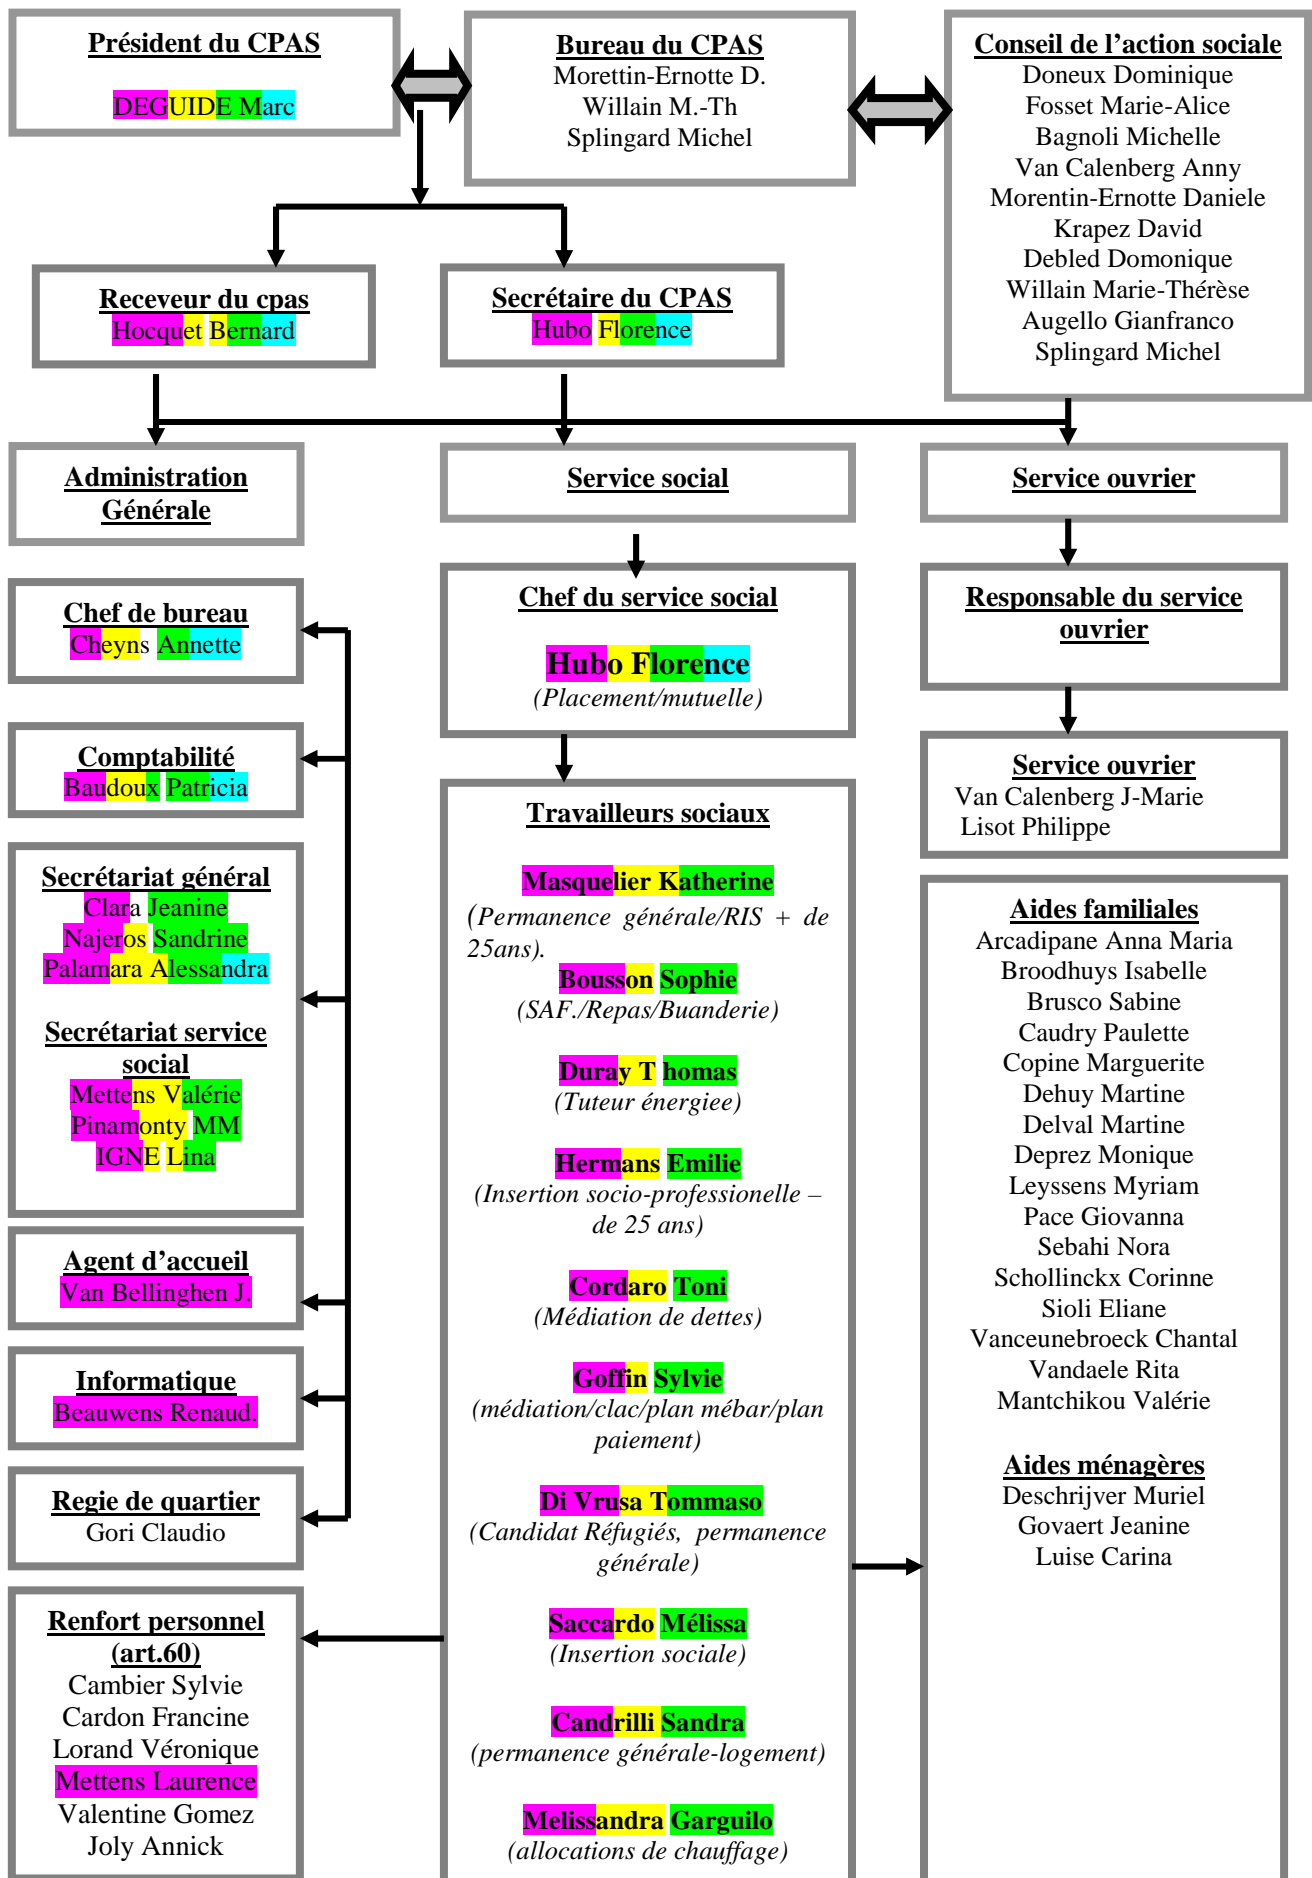 Président du CPAS
DEGUIDE Marc
Bureau du CPAS
Morettin-Ernotte D.
Willain M.-Th
Splingard Michel
Conseil de l’action sociale
Doneux Dominique
Fosset Marie-Alice
Bagnoli Michelle
Van Calenberg Anny
Morentin-Ernotte Daniele
Krapez David
Debled Domonique
Willain Marie-Thérèse
Augello Gianfranco
Splingard Michel
Receveur du cpas
Hocquet Bernard
Secrétaire du CPAS
Hubo Florence
Administration
Générale
Service social
Service ouvrier
Chef de bureau
Cheyns Annette
Comptabilité
Baudoux Patricia
Secrétariat général
Clara Jeanine
Najeros Sandrine
Palamara Alessandra
Secrétariat service
social
Mettens Valérie
Pinamonty MM
IGNE Lina
Agent d’accueil
Van Bellinghen J.
Informatique
Beauwens Renaud.
Regie de quartier
Gori Claudio
Renfort personnel
(art.60)
Cambier Sylvie
Cardon Francine
Lorand Véronique
Mettens Laurence
Valentine Gomez
Joly Annick
Chef du service social
Hubo Florence
(Placement/mutuelle)
Travailleurs sociaux
Masquelier Katherine
(Permanence générale/RIS + de
25ans).
Bousson Sophie
(SAF./Repas/Buanderie)
Duray T homas
(Tuteur énergiee)
Hermans Emilie
(Insertion socio-professionelle –
de 25 ans)
Cordaro Toni
(Médiation de dettes)
Goffin Sylvie
(médiation/clac/plan mébar/plan
paiement)
Di Vrusa Tommaso
(Candidat Réfugiés, permanence
générale)
Saccardo Mélissa
(Insertion sociale)
Candrilli Sandra
(permanence générale-logement)
Melissandra Garguilo
(allocations de chauffage)
Responsable du service
ouvrier
Service ouvrier
Van Calenberg J-Marie
Lisot Philippe
Aides familiales
Arcadipane Anna Maria
Broodhuys Isabelle
Brusco Sabine
Caudry Paulette
Copine Marguerite
Dehuy Martine
Delval Martine
Deprez Monique
Leyssens Myriam
Pace Giovanna
Sebahi Nora
Schollinckx Corinne
Sioli Eliane
Vanceunebroeck Chantal
Vandaele Rita
Mantchikou Valérie
Aides ménagères
Deschrijver Muriel
Govaert Jeanine
Luise Carina